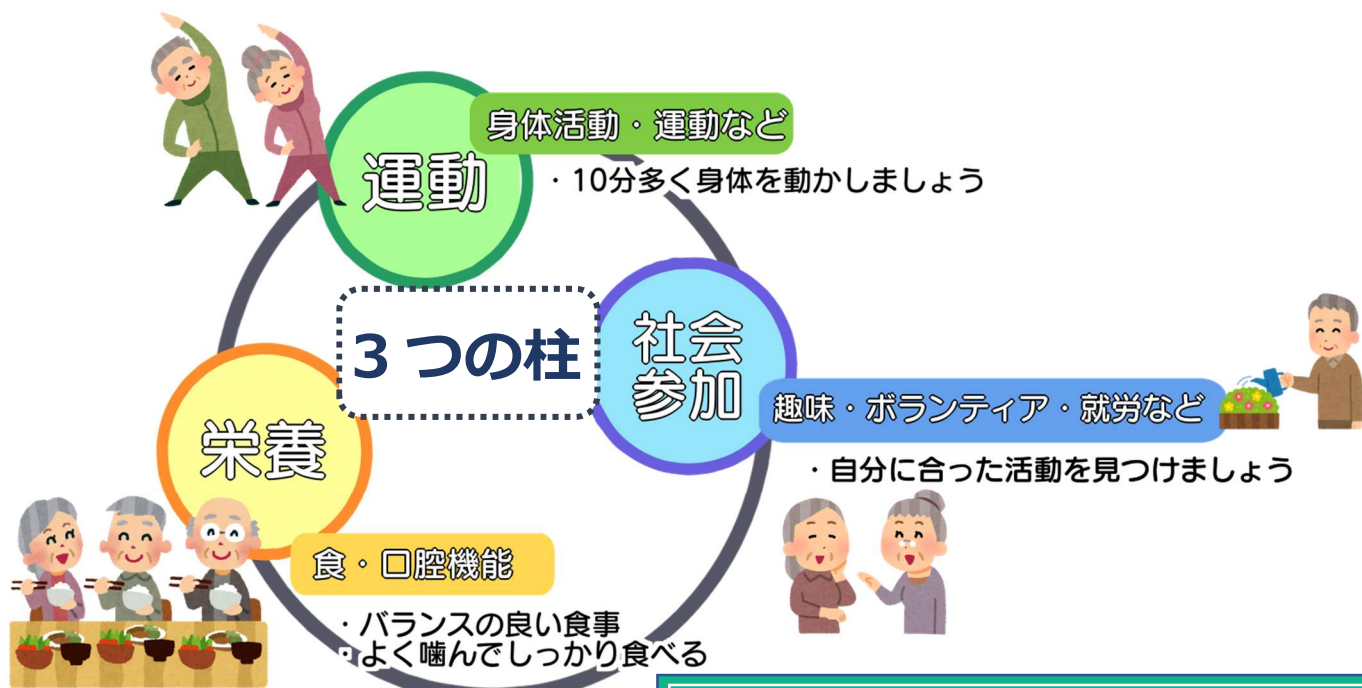 運動
身体活動・運動など
・10分多く身体を動かしましょう
3つの柱
社会
参加
趣味・ボランティア・就労など
・自分に合った活動を見つけましょう
栄養
食・口腔機能
・バランスの良い食事
・よく噛んでしっかり食べる